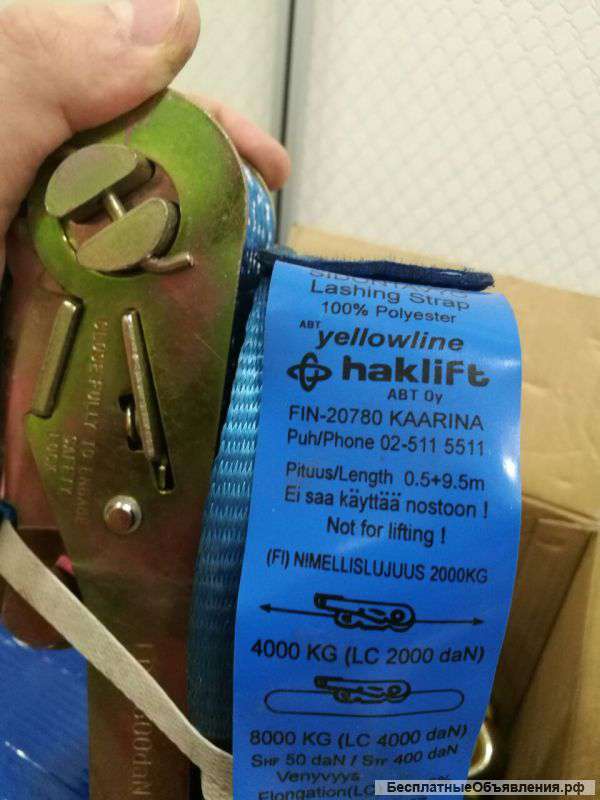 Lashing Strap
100% Polyester
ABT yellowline
haklift
ABT Oy
FIN-20780 KAARINA
Puh/Phone 02-511 5511
Pituus/Length 0.5+9.5m
Ei saa käyttää nostoon !
Not for lifting !
(FI) NIMELLISLUJUUS 2000KG
4000 KG (LC 2000 daN)
8000 KG (LC 4000 daN)
SHF 50 daN / STF 400 daN
Venyvyys
Elongation(LC
CLOSE FULLY TO ENGAGE
SAFETY
LOCK
БесплатныеОбъявления.рф